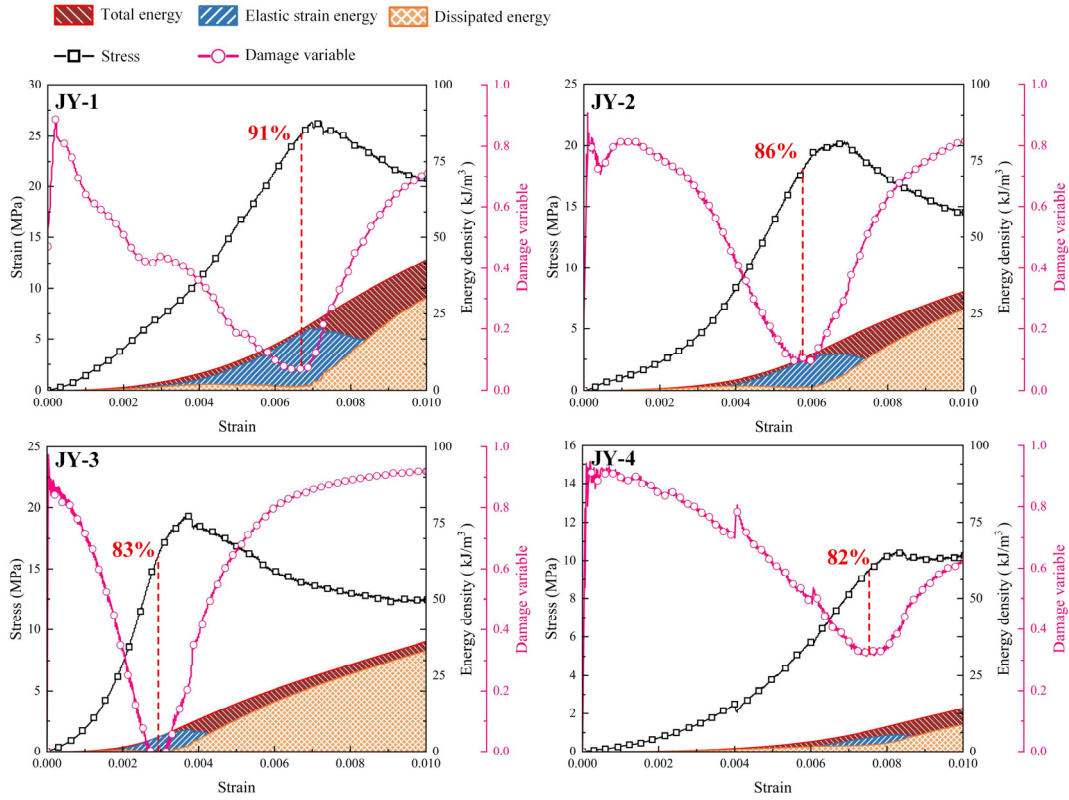 Total energy Elastic strain energy Dissipated energy
Stress Damage variable
JY-1
91%
30
25
20
15
10
5
0
Strain (MPa)
0.000 0.002 0.004 0.006 0.008 0.010
Strain
100
75
50
25
0
Energy density ( kJ/m³)
1.0
0.8
0.6
0.4
0.2
0.0
Damage variable
JY-2
86%
25
20
15
10
5
0
Stress (MPa)
0.000 0.002 0.004 0.006 0.008 0.010
Strain
100
75
50
25
0
Energy density ( kJ/m³)
1.0
0.8
0.6
0.4
0.2
0.0
Damage variable
JY-3
83%
25
20
15
10
5
0
Stress (MPa)
0.000 0.002 0.004 0.006 0.008 0.010
Strain
100
75
50
25
0
Energy density ( kJ/m³)
1.0
0.8
0.6
0.4
0.2
0.0
Damage variable
JY-4
82%
16
14
12
10
8
6
4
2
0
Stress (MPa)
0.000 0.002 0.004 0.006 0.008 0.010
Strain
100
75
50
25
0
Energy density ( kJ/m³)
1.0
0.8
0.6
0.4
0.2
0.0
Damage variable